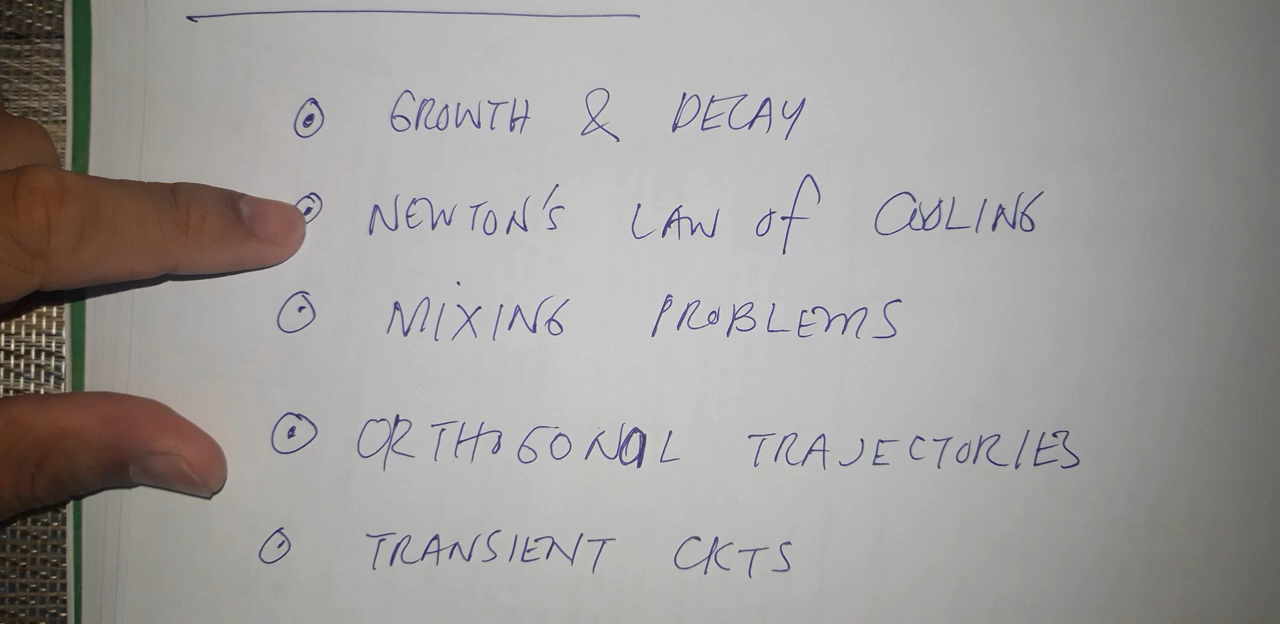 GROWTH & DECAY
NEWTON'S LAW of COOLING
MIXING PROBLEMS
ORTHOGONAL TRAJECTORIES
TRANSIENT CKTS